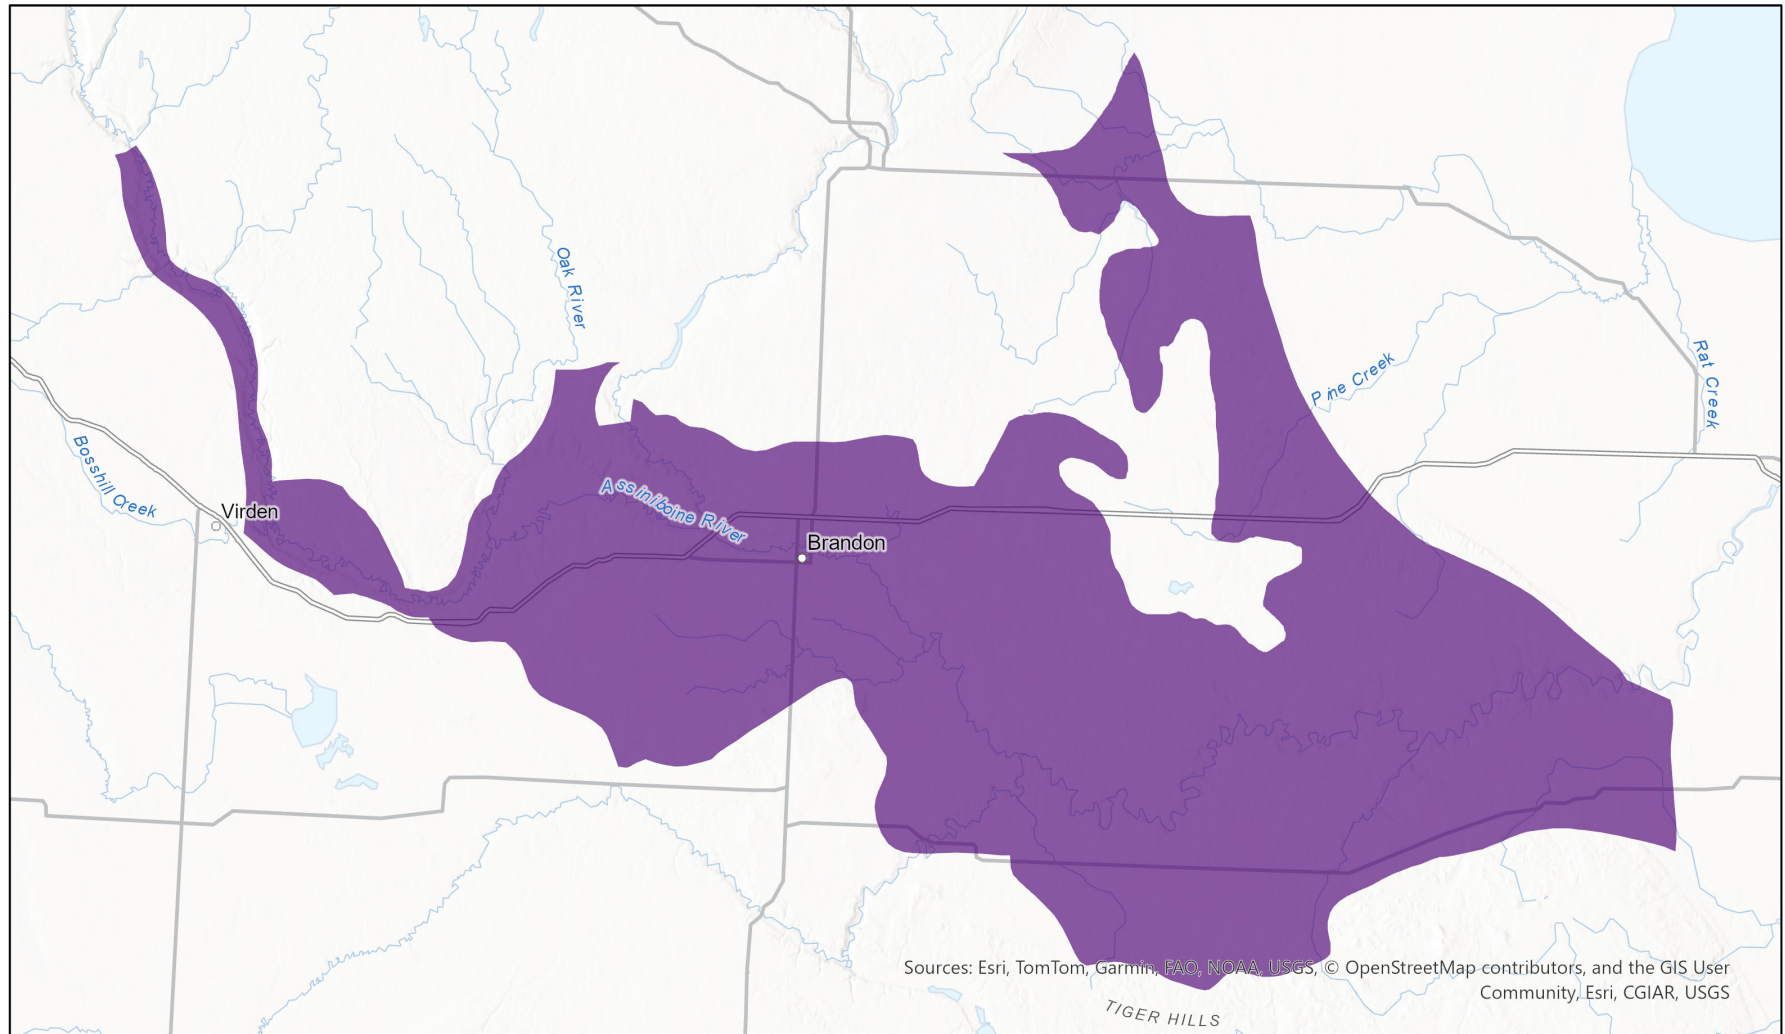 Oak River
Pine Creek
Rat Creek
Bosshill Creek
Virden
Assiniboine River
Brandon
Sources: Esri, TomTom, Garmin, FAO, NOAA, USGS, © OpenStreetMap contributors, and the GIS User
Community, Esri, CGIAR, USGS
TIGER HILLS